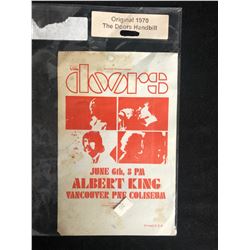 Original 1970
The Doors Handbill
the
doors
JUNE 6th, 8 PM
ALBERT KING
VANCOUVER PNE COLISEUM